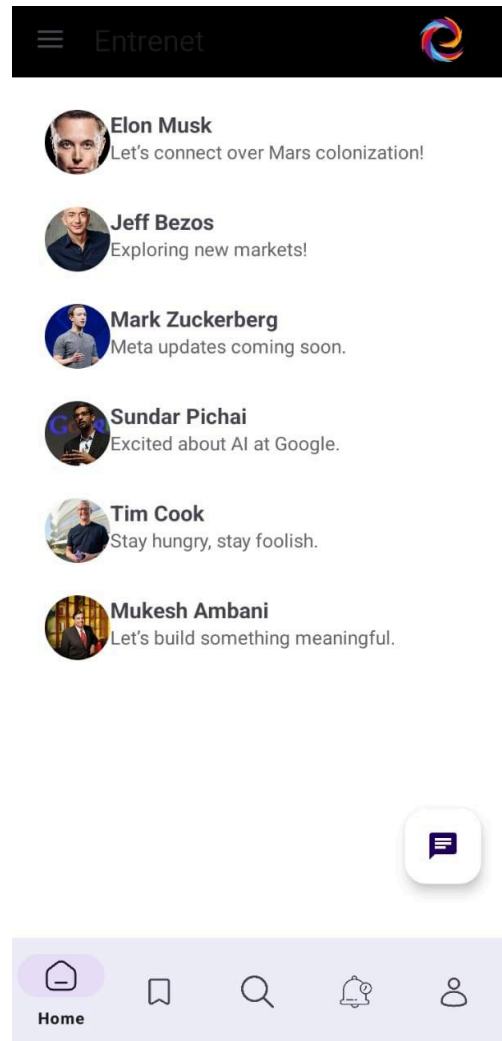 Entrenet
Elon Musk
Let's connect over Mars colonization!
Jeff Bezos
Exploring new markets!
Mark Zuckerberg
Meta updates coming soon.
Sundar Pichai
Excited about AI at Google.
Tim Cook
Stay hungry, stay foolish.
Mukesh Ambani
Let's build something meaningful.
Home